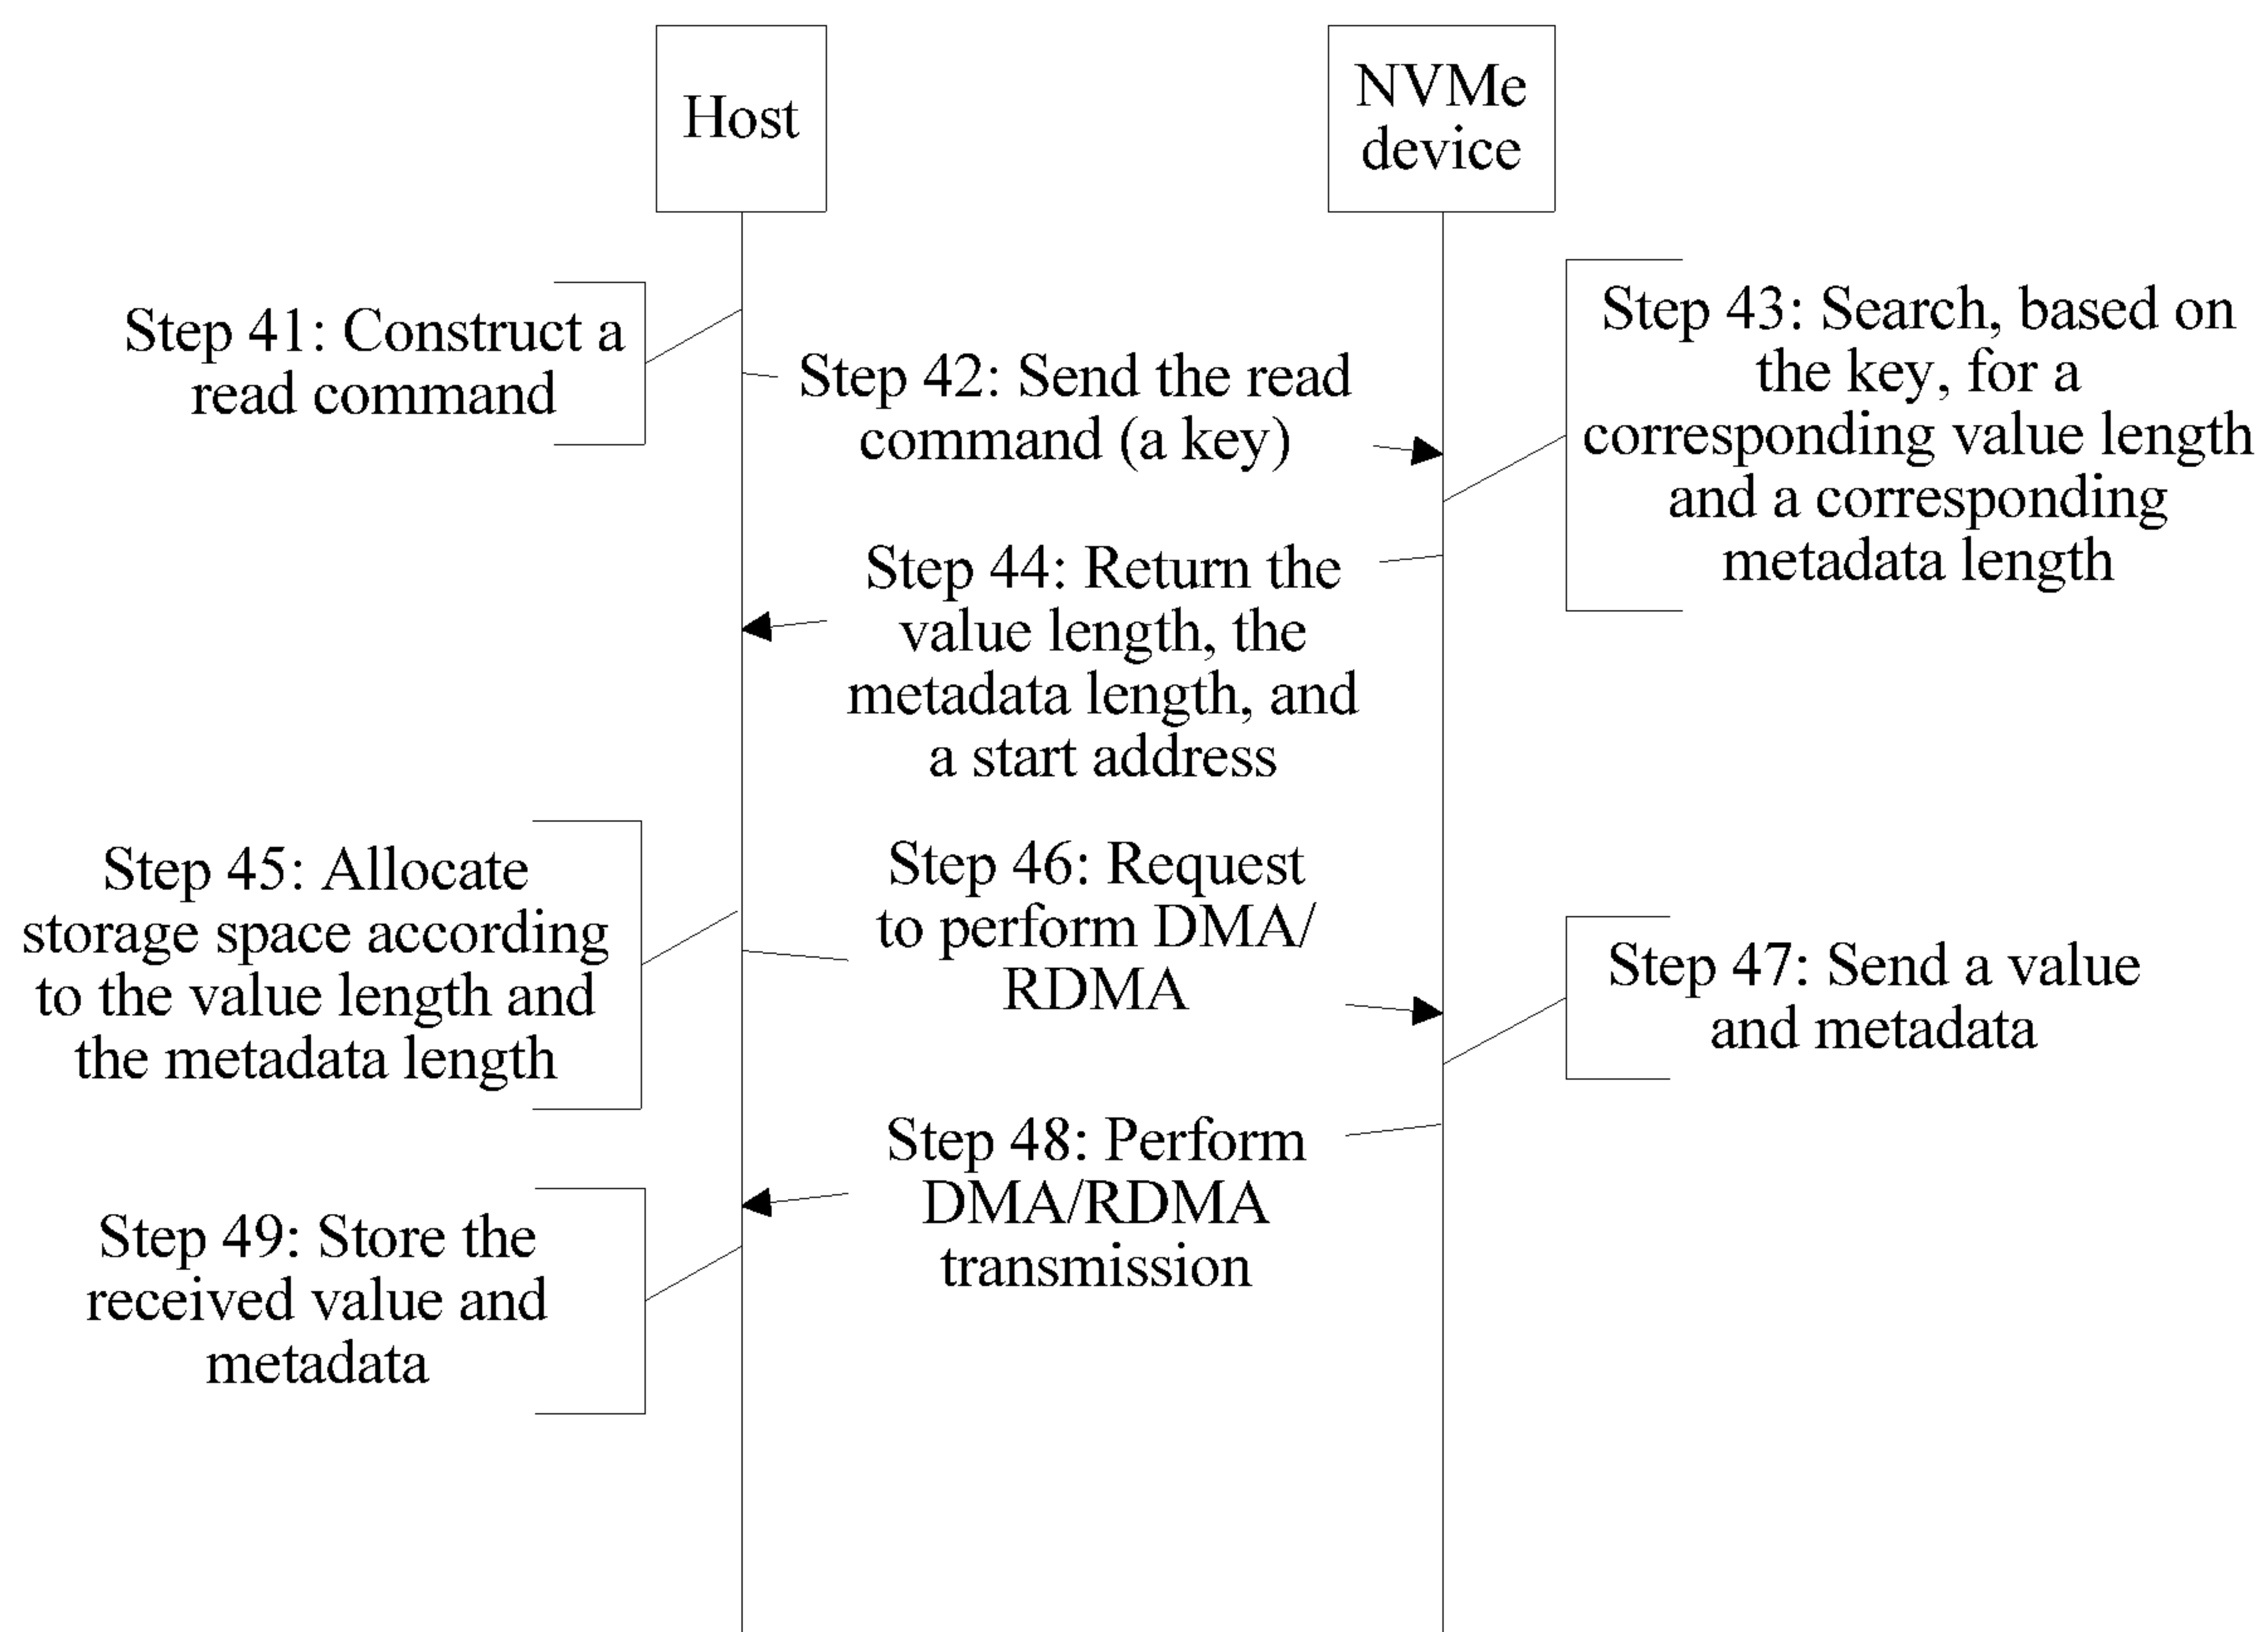 Host
NVMe
device
Step 41: Construct a
read command
Step 42: Send the read
command (a key)
Step 43: Search, based on
the key, for a
corresponding value length
and a corresponding
metadata length
Step 44: Return the
value length, the
metadata length, and
a start address
Step 45: Allocate
storage space according
to the value length and
the metadata length
Step 46: Request
to perform DMA/
RDMA
Step 47: Send a value
and metadata
Step 48: Perform
DMA/RDMA
transmission
Step 49: Store the
received value and
metadata